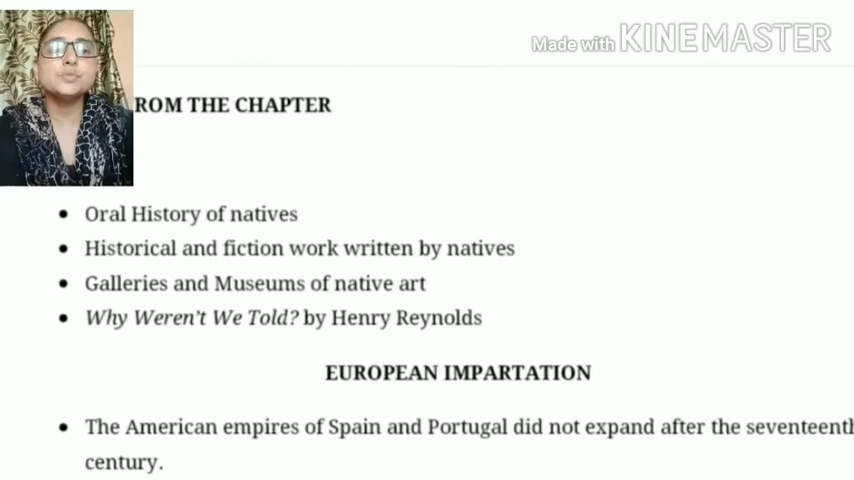 Made with KINEMASTER
ROM THE CHAPTER
• Oral History of natives
• Historical and fiction work written by natives
• Galleries and Museums of native art
• Why Weren't We Told? by Henry Reynolds
EUROPEAN IMPARTATION
• The American empires of Spain and Portugal did not expand after the seventeenth
century.